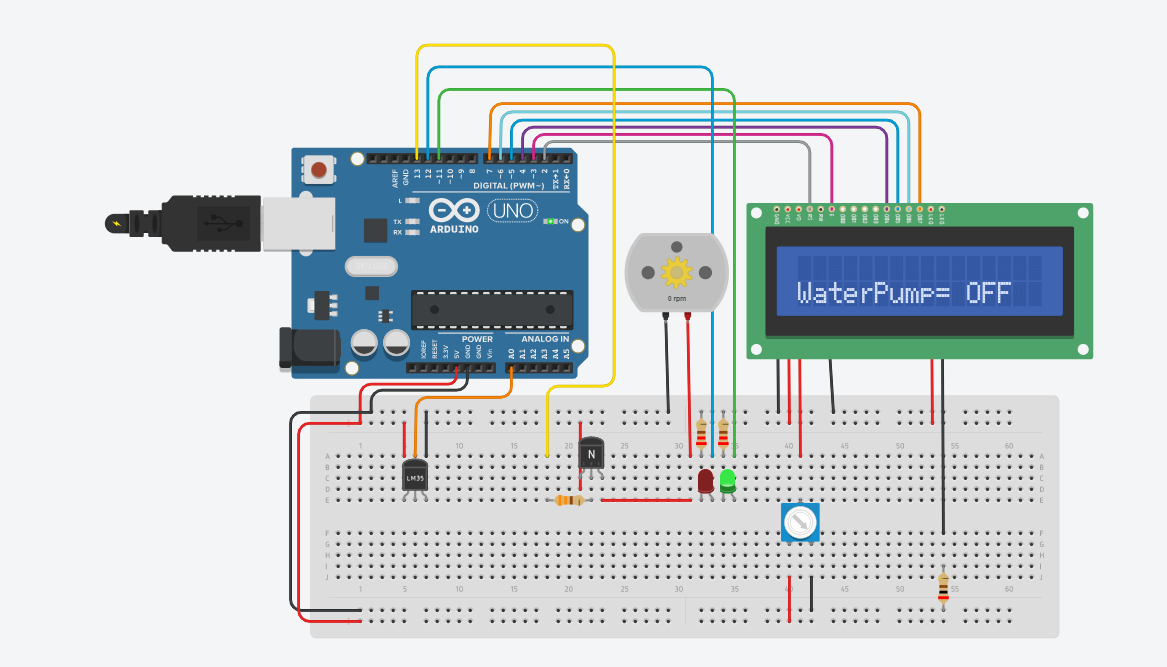 AREF
GND
13
12
~11
~10
~9
8
7
~6
~5
4
~3
2
TX→1
RX←0
DIGITAL (PWM~)
L
TX
RX
ARDUINO
UNO
ON
POWER
ANALOG IN
IOREF
RESET
3.3V
5V
GND
GND
Vin
A0
A1
A2
A3
A4
A5
0 rpm
GND
VCC
WaterPump= OFF
1 10 15 20 25 30 35 40 45 50 55 60
A A
B B
C C
D D
E E
N
LM35
F F
G G
H H
I I
J J
1 5 10 15 20 25 30 35 40 45 50 55 60